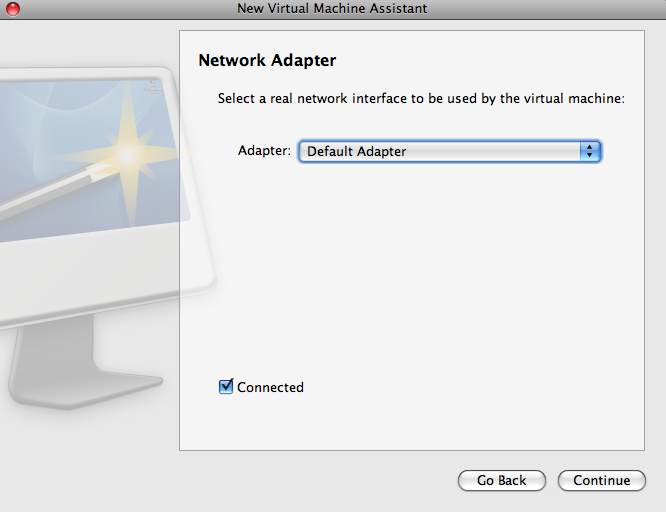 New Virtual Machine Assistant
Network Adapter
Select a real network interface to be used by the virtual machine:
Adapter: Default Adapter
Connected
Go Back Continue